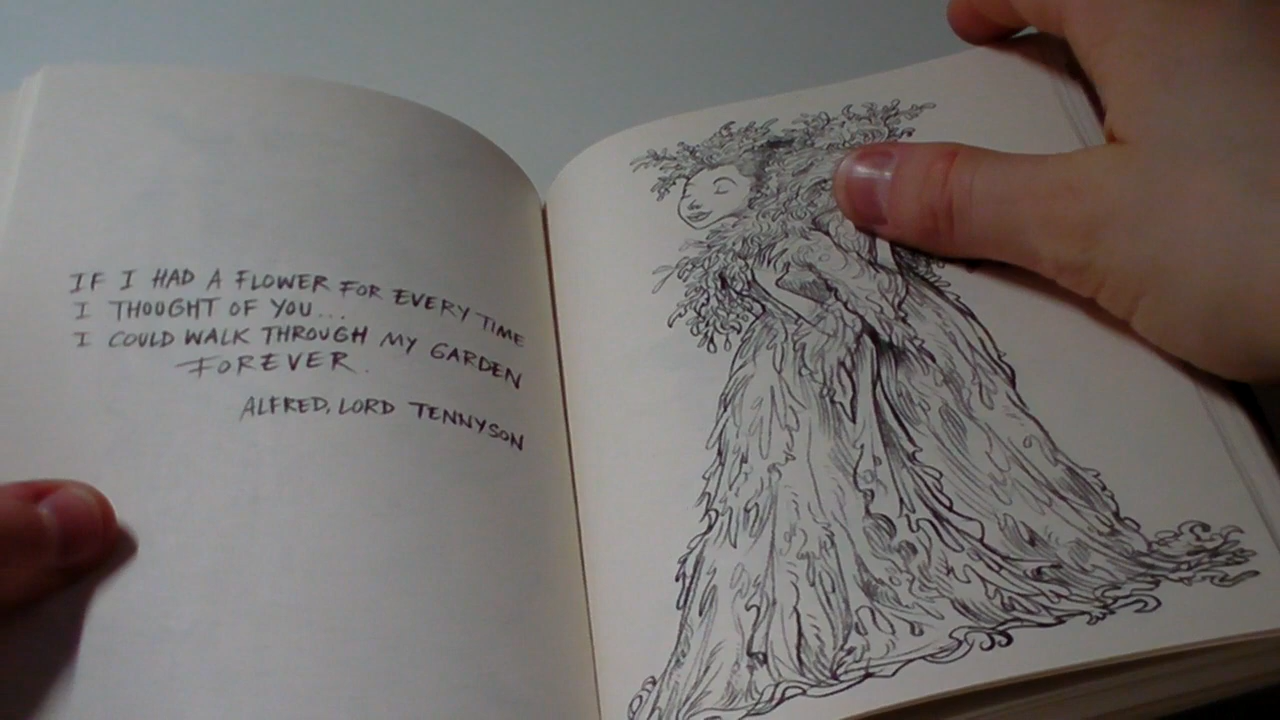 IF I HAD A FLOWER FOR EVERY TIME
I THOUGHT OF YOU...
I COULD WALK THROUGH MY GARDEN
FOREVER.
ALFRED, LORD TENNYSON